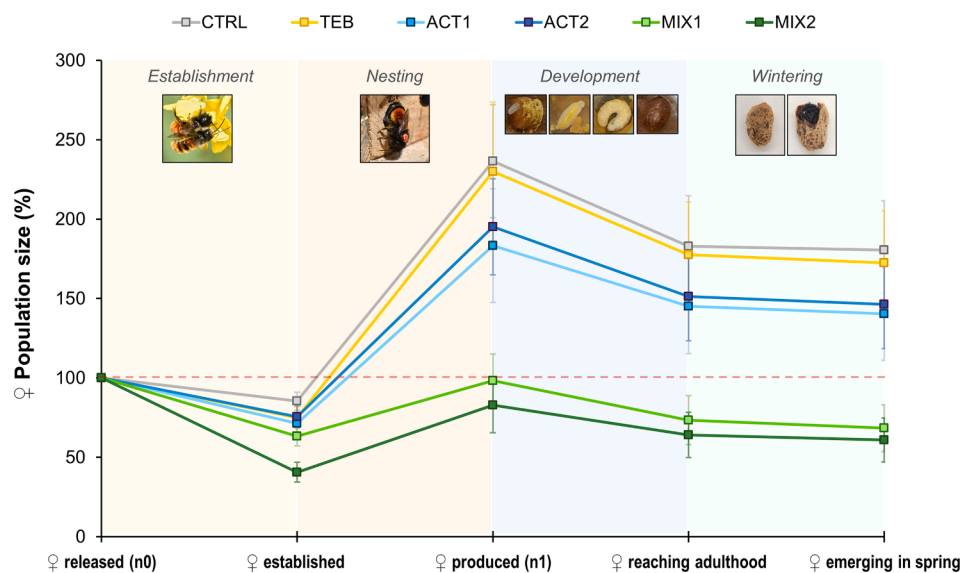 CTRL TEB ACT1 ACT2 MIX1 MIX2
300
250
200
150
100
50
0
♀ Population size (%)
Establishment Nesting Development Wintering
♀ released (n0) ♀ established ♀ produced (n1) ♀ reaching adulthood ♀ emerging in spring